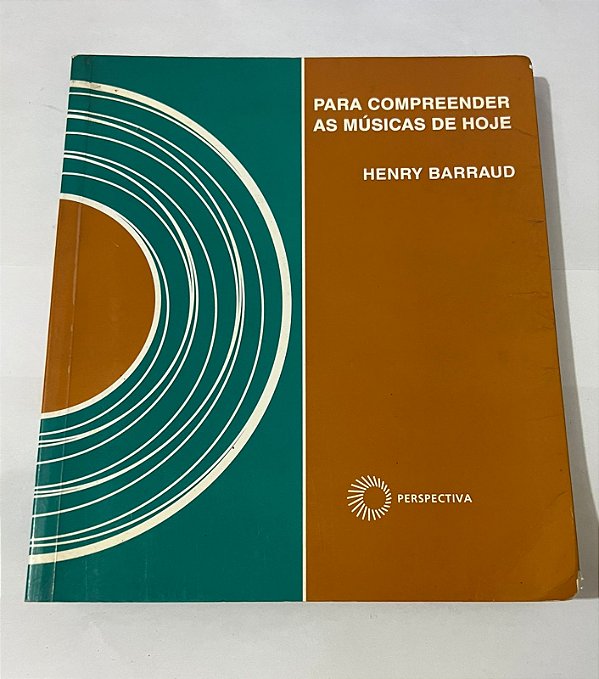 PARA COMPREENDER
AS MÚSICAS DE HOJE
HENRY BARRAUD
PERSPECTIVA